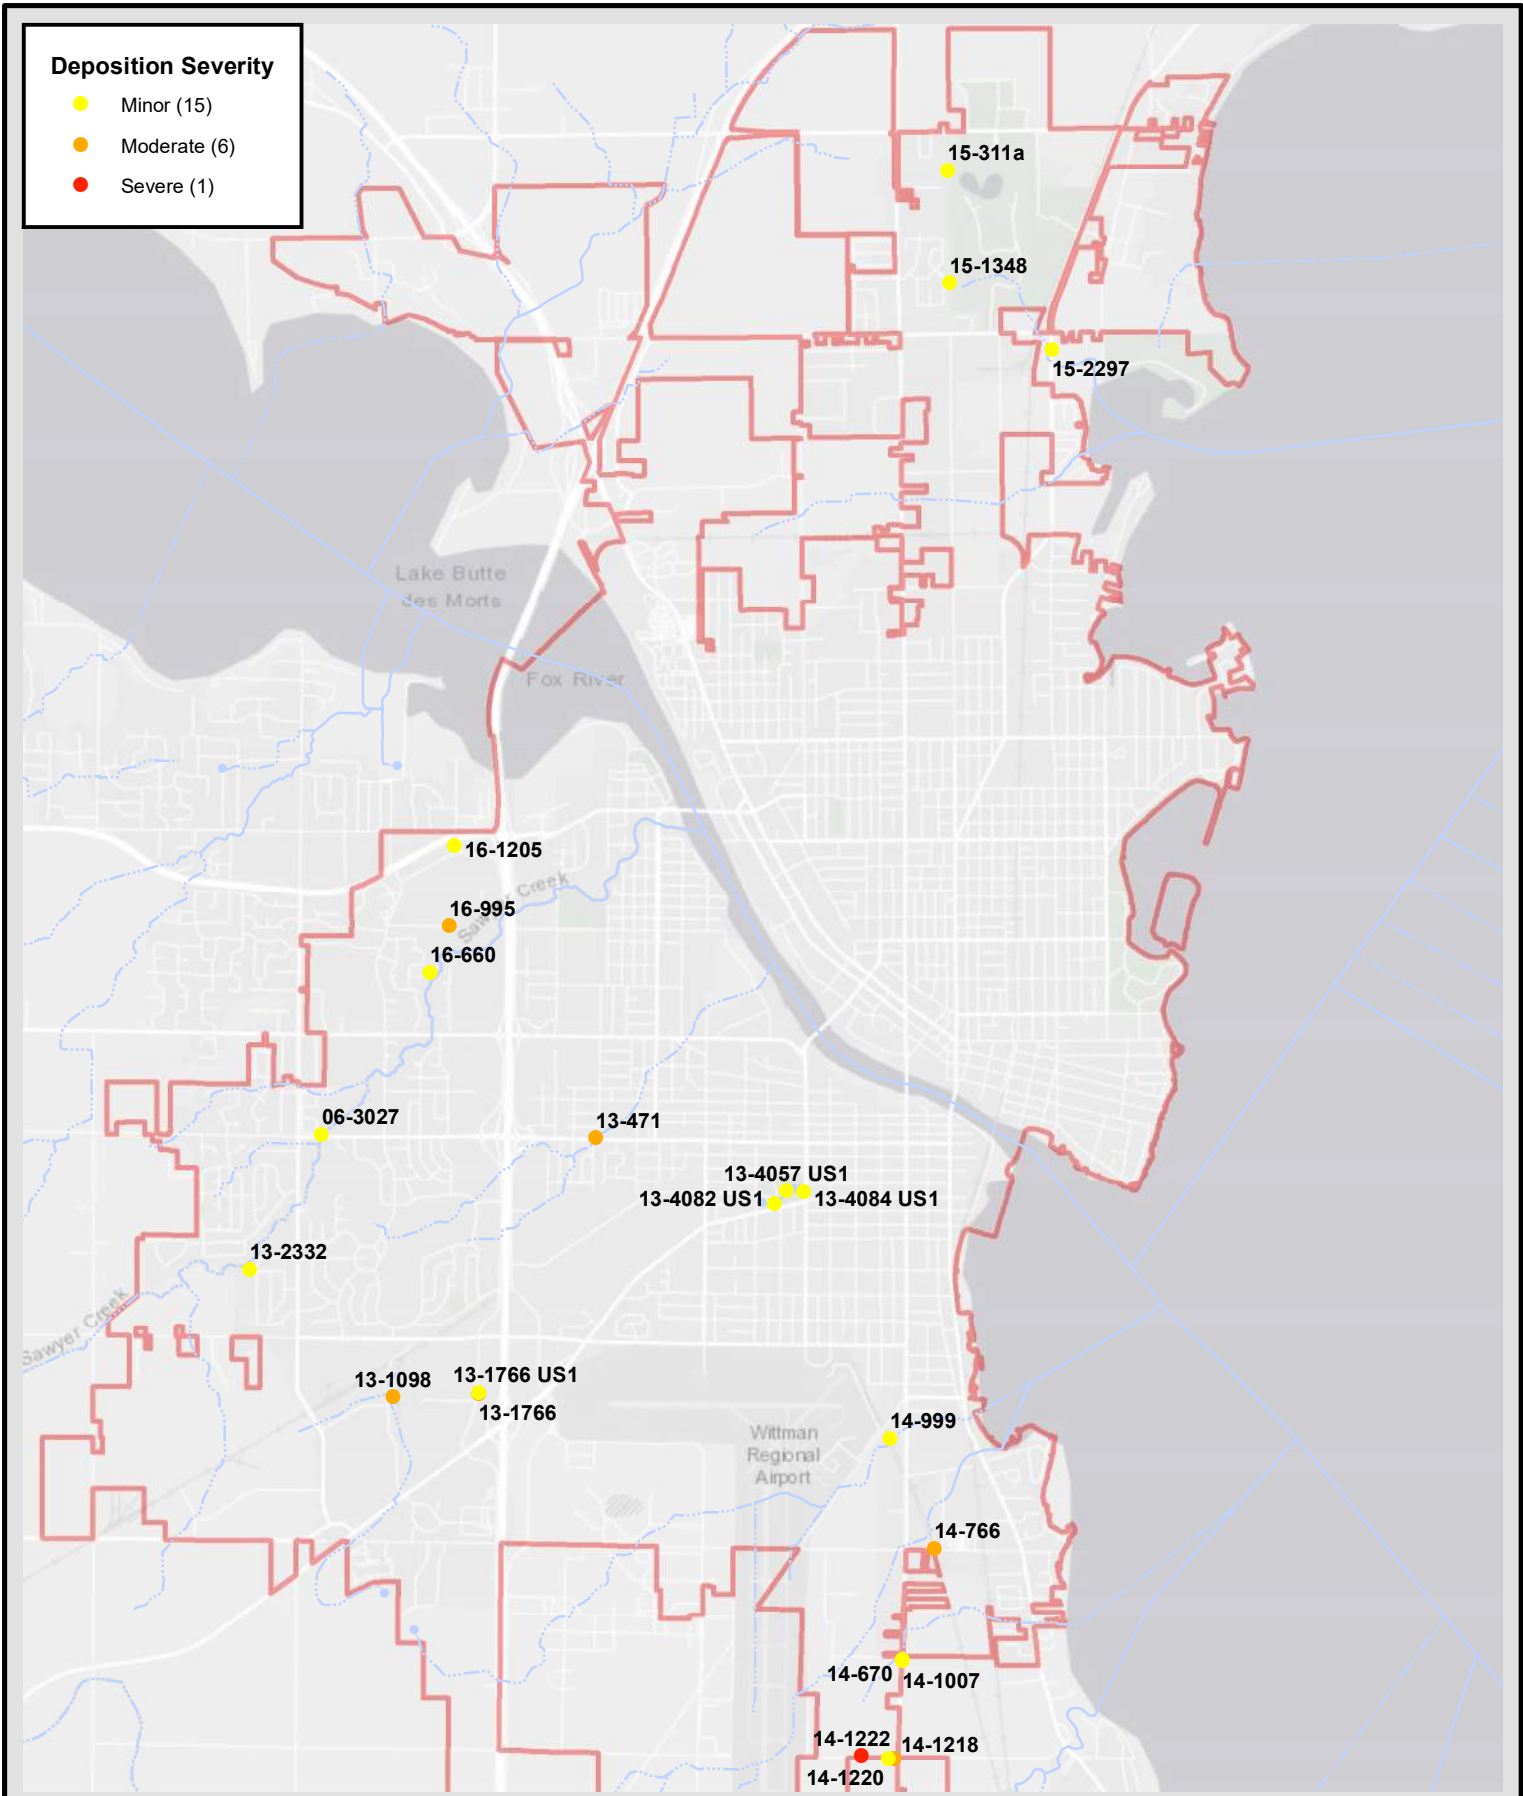 Deposition Severity
Minor (15)
Moderate (6)
Severe (1)
15-311a
15-1348
15-2297
Lake Butte
des Morts
Fox River
16-1205
Sawyer Creek
16-995
16-660
06-3027
13-471
13-4057 US1
13-4082 US1
13-4084 US1
13-2332
Sawyer Creek
13-1098
13-1766 US1
13-1766
14-999
Wittman
Regional
Airport
14-766
14-670
14-1007
14-1222
14-1218
14-1220